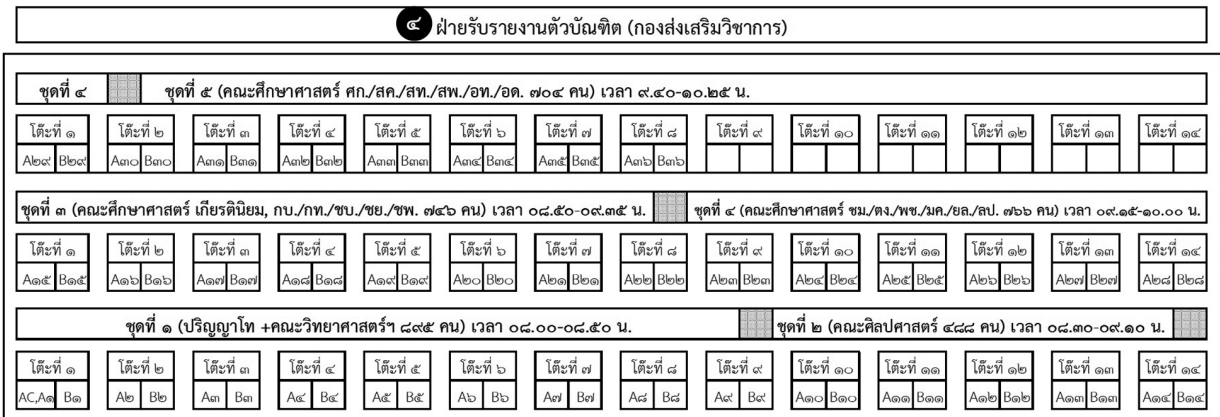 ๔ ฝ่ายรับรายงานตัวบัณฑิต (กองส่งเสริมวิชาการ)
ชุดที่ ๔ ชุดที่ ๕ (คณะศึกษาศาสตร์ ศก./สค./สท./สพ./อท./อด. ๗๐๔ คน) เวลา ๙.๔๐-๑๐.๒๕ น.
โต๊ะที่ ๑ โต๊ะที่ ๒ โต๊ะที่ ๓ โต๊ะที่ ๔ โต๊ะที่ ๕ โต๊ะที่ ๖ โต๊ะที่ ๗ โต๊ะที่ ๘ โต๊ะที่ ๙ โต๊ะที่ ๑๐ โต๊ะที่ ๑๑ โต๊ะที่ ๑๒ โต๊ะที่ ๑๓ โต๊ะที่ ๑๔
A๒๙ B๒๙ A๓๐ B๓๐ A๓๑ B๓๑ A๓๒ B๓๒ A๓๓ B๓๓ A๓๔ B๓๔ A๓๕ B๓๕ A๓๖ B๓๖
ชุดที่ ๓ (คณะศึกษาศาสตร์ เกียรตินิยม, กบ./กท./ชบ./ชย./ชพ. ๗๔๖ คน) เวลา ๐๘.๕๐-๐๙.๓๕ น. ชุดที่ ๔ (คณะศึกษาศาสตร์ ชม./ตง./พช./มค./ยล./ลป. ๗๖๖ คน) เวลา ๐๙.๑๕-๑๐.๐๐ น.
โต๊ะที่ ๑ โต๊ะที่ ๒ โต๊ะที่ ๓ โต๊ะที่ ๔ โต๊ะที่ ๕ โต๊ะที่ ๖ โต๊ะที่ ๗ โต๊ะที่ ๘ โต๊ะที่ ๙ โต๊ะที่ ๑๐ โต๊ะที่ ๑๑ โต๊ะที่ ๑๒ โต๊ะที่ ๑๓ โต๊ะที่ ๑๔
A๑๕ B๑๕ A๑๖ B๑๖ A๑๗ B๑๗ A๑๘ B๑๘ A๑๙ B๑๙ A๒๐ B๒๐ A๒๑ B๒๑ A๒๒ B๒๒ A๒๓ B๒๓ A๒๔ B๒๔ A๒๕ B๒๕ A๒๖ B๒๖ A๒๗ B๒๗ A๒๘ B๒๘
ชุดที่ ๑ (ปริญญาโท +คณะวิทยาศาสตร์ฯ ๘๙๕ คน) เวลา ๐๘.๐๐-๐๘.๕๐ น. ชุดที่ ๒ (คณะศิลปศาสตร์ ๔๘๘ คน) เวลา ๐๘.๓๐-๐๙.๑๐ น.
โต๊ะที่ ๑ โต๊ะที่ ๒ โต๊ะที่ ๓ โต๊ะที่ ๔ โต๊ะที่ ๕ โต๊ะที่ ๖ โต๊ะที่ ๗ โต๊ะที่ ๘ โต๊ะที่ ๙ โต๊ะที่ ๑๐ โต๊ะที่ ๑๑ โต๊ะที่ ๑๒ โต๊ะที่ ๑๓ โต๊ะที่ ๑๔
AC,A๑ B๑ A๒ B๒ A๓ B๓ A๔ B๔ A๕ B๕ A๖ B๖ A๗ B๗ A๘ B๘ A๙ B๙ A๑๐ B๑๐ A๑๑ B๑๑ A๑๒ B๑๒ A๑๓ B๑๓ A๑๔ B๑๔